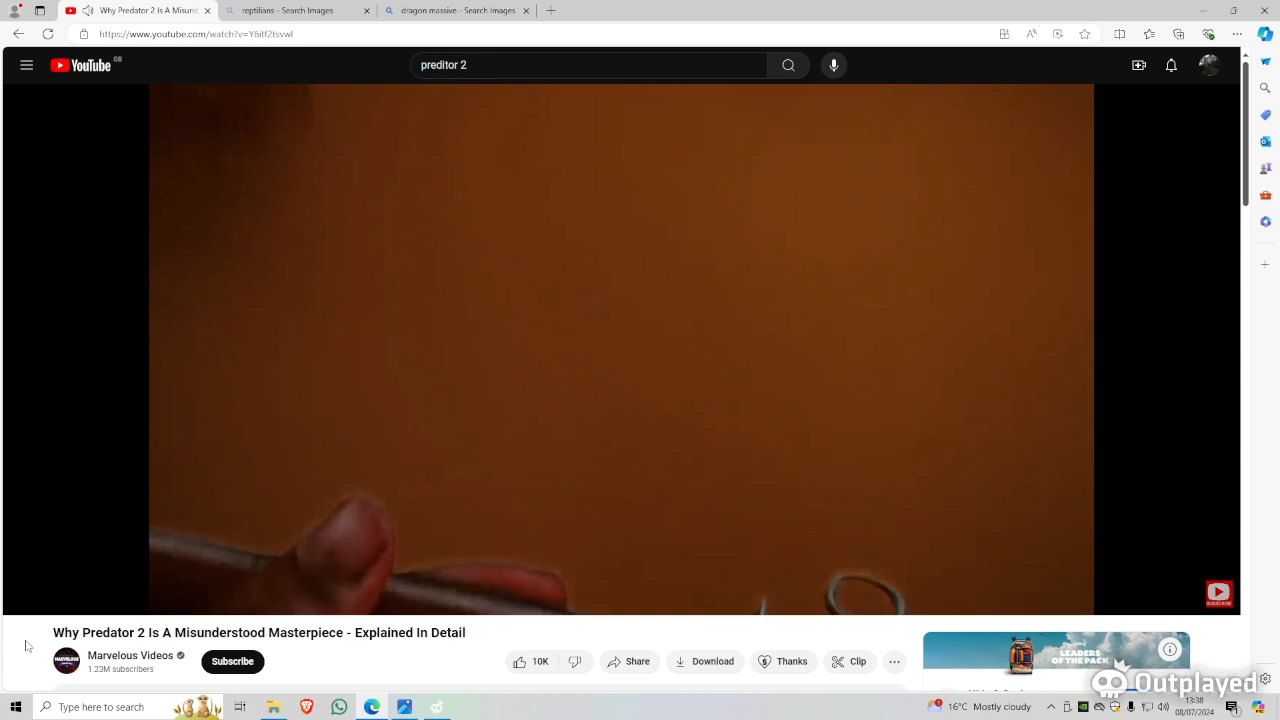 Why Predator 2 Is A Misund
reptilians - Search Images
dragon massive - Search Images
https://www.youtube.com/watch?v=Y6itf2tsvwI
YouTube GB
preditor 2
SUBSCRIBE
Why Predator 2 Is A Misunderstood Masterpiece - Explained In Detail
MARVELOUS
Marvelous Videos
1.23M subscribers
Subscribe
10K
Share
Download
Thanks
Clip
LEADERS
OF THE PACK
Outplayed
Type here to search
16°C Mostly cloudy
13:38
08/07/2024